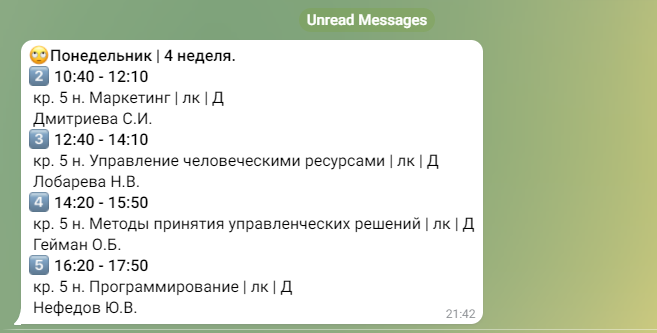 Unread Messages
🙄Понедельник | 4 неделя.
2️⃣ 10:40 - 12:10
кр. 5 н. Маркетинг | лк | Д
Дмитриева С.И.
3️⃣ 12:40 - 14:10
кр. 5 н. Управление человеческими ресурсами | лк | Д
Лобарева Н.В.
4️⃣ 14:20 - 15:50
кр. 5 н. Методы принятия управленческих решений | лк | Д
Гейман О.Б.
5️⃣ 16:20 - 17:50
кр. 5 н. Программирование | лк | Д
Нефедов Ю.В.
21:42